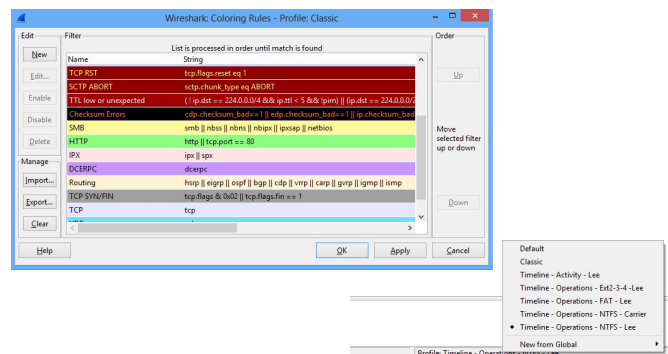 Wireshark: Coloring Rules - Profile: Classic
Edit
Filter
Order
List is processed in order until match is found
New
Name String
TCP RST tcp.flags.reset eq 1
Up
Edit...
SCTP ABORT sctp.chunk_type eq ABORT
Enable
TTL low or unexpected ( ! ip.dst == 224.0.0.0/4 && ip.ttl < 5 && !pim) || (ip.dst == 224.0.0.0/2
Disable
Checksum Errors cdp.checksum_bad==1 || edp.checksum_bad==1 || ip.checksum_bad
SMB smb || nbss || nbns || nbipx || ipxsap || netbios
Move
selected filter
up or down
Delete
HTTP http || tcp.port == 80
IPX ipx || spx
Manage
DCERPC dcerpc
Import...
Routing hsrp || eigrp || ospf || bgp || cdp || vrrp || carp || gvrp || igmp || ismp
Export...
TCP SYN/FIN tcp.flags & 0x02 || tcp.flags.fin == 1
Down
TCP tcp
Clear
Help
OK
Apply
Cancel
Default
Classic
Timeline - Activity - Lee
Timeline - Operations - Ext2-3-4 -Lee
Timeline - Operations - FAT - Lee
Timeline - Operations - NTFS - Carrier
Timeline - Operations - NTFS - Lee
New from Global
Profile: Timeline - Operations - NTFS - Lee